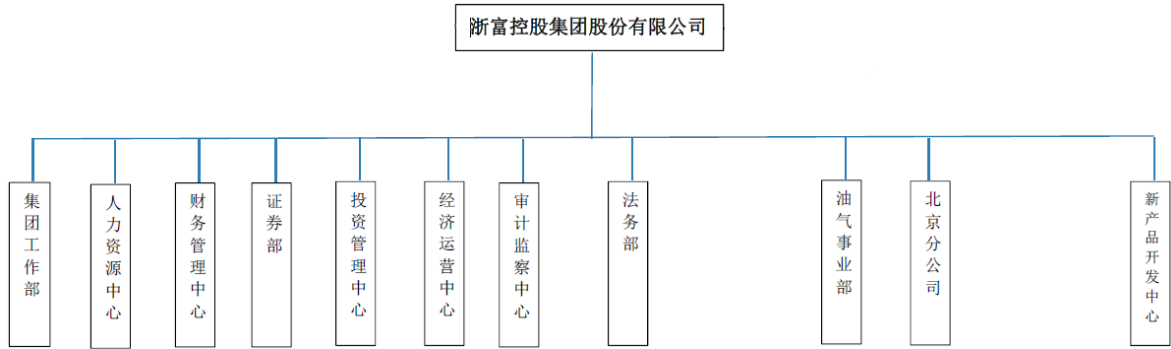 浙富控股集团股份有限公司
集团工作部
人力资源中心
财务管理中心
证券部
投资管理中心
经济运营中心
审计监察中心
法务部
油气事业部
北京分公司
新产品开发中心